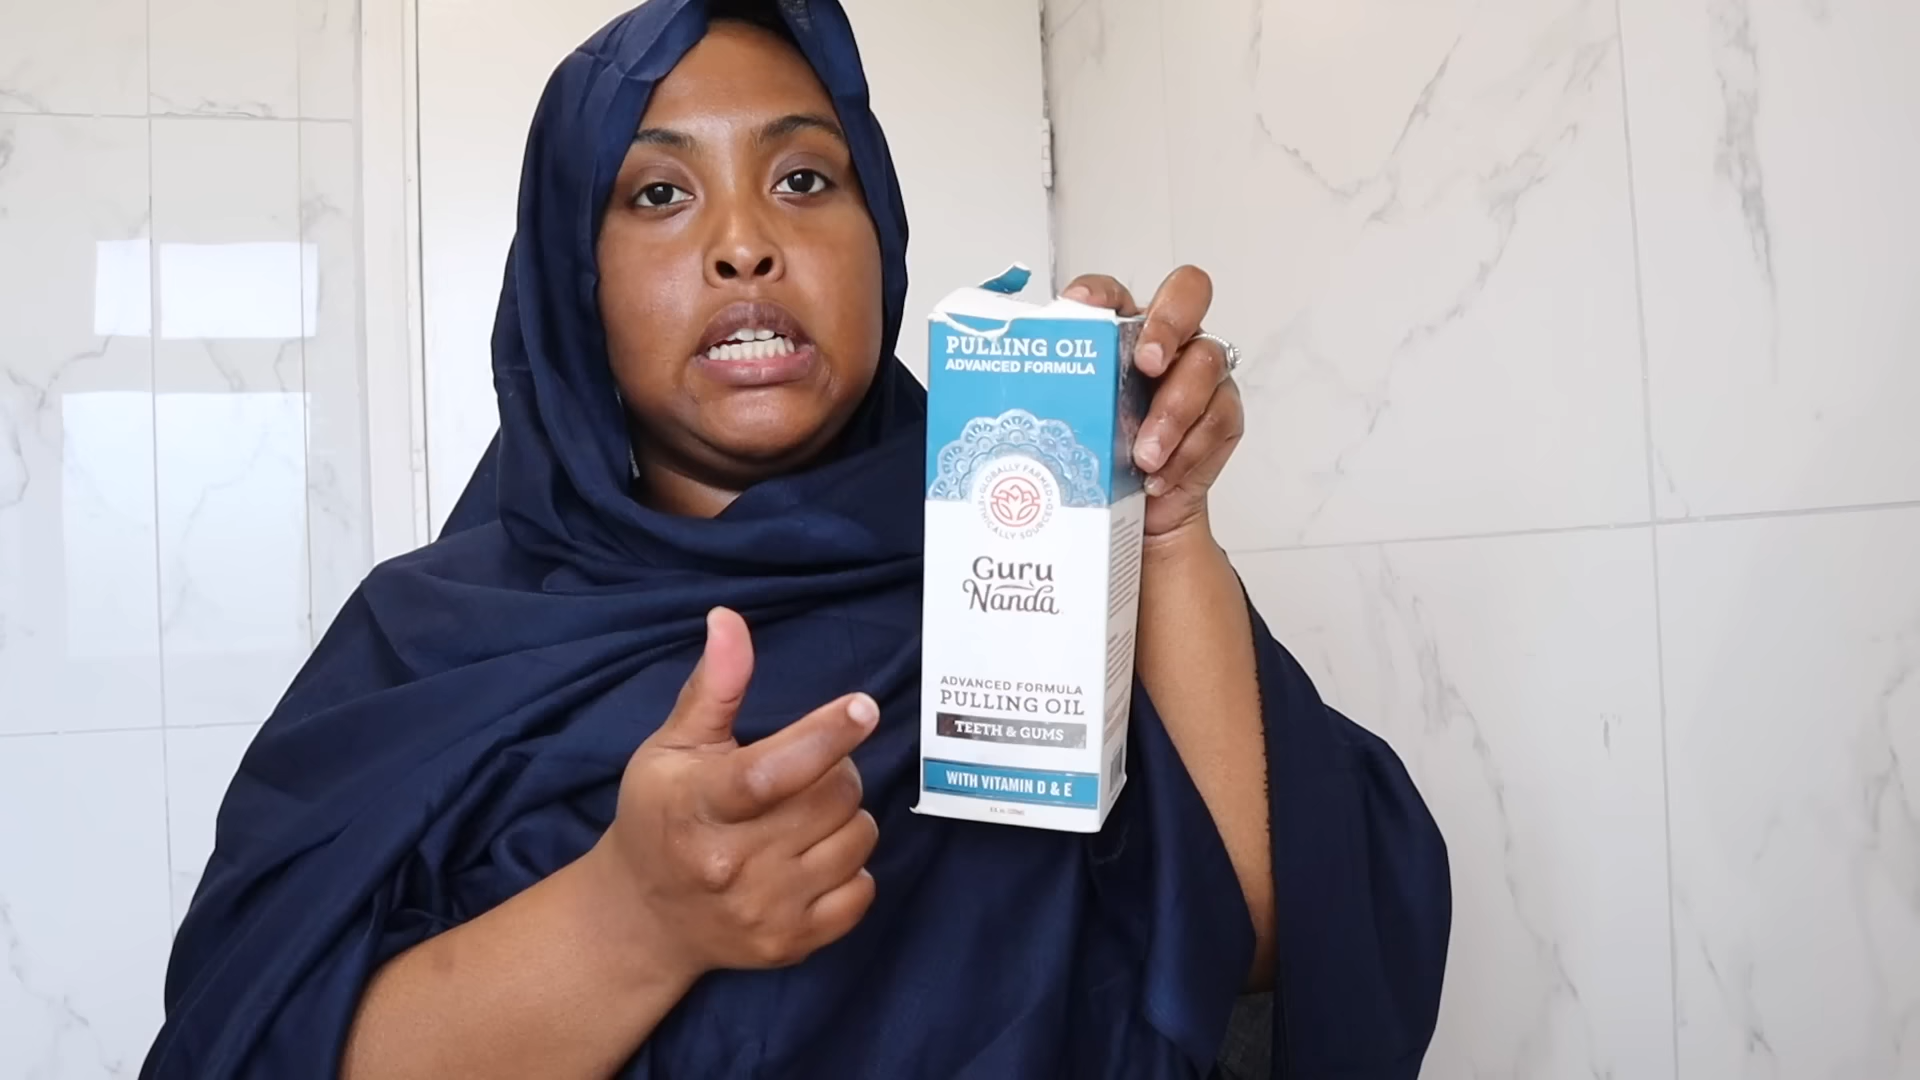 PULLING OIL
ADVANCED FORMULA
GLOBALLY FARMED
ETHICALLY SOURCED
Guru
Nanda
ADVANCED FORMULA
PULLING OIL
TEETH & GUMS
WITH VITAMIN D & E